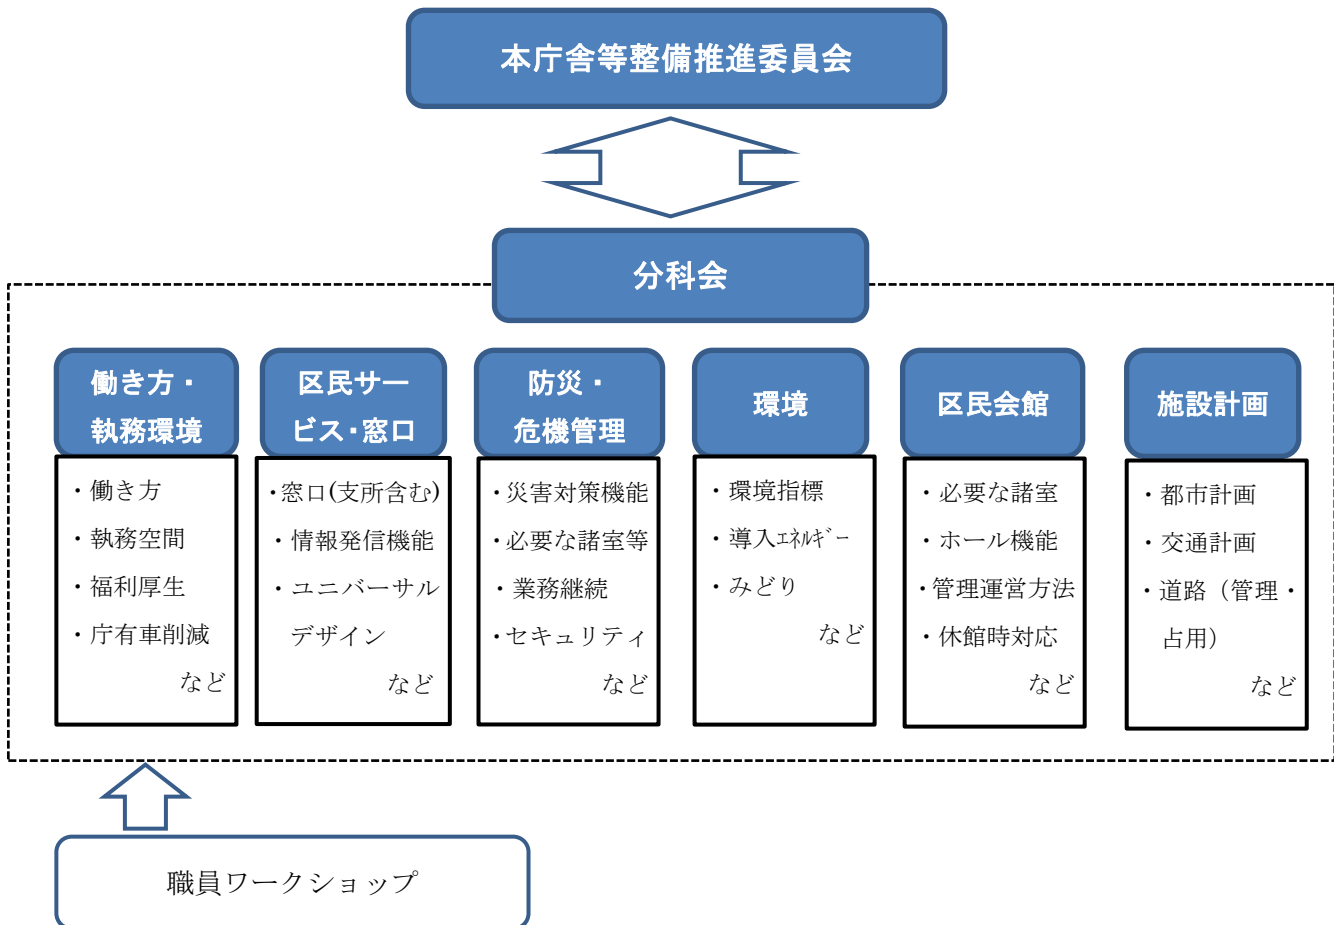 本庁舎等整備推進委員会
分科会
働き方・
執務環境
・働き方
・執務空間
・福利厚生
・庁有車削減
など
区民サー
ビス・窓口
・窓口(支所含む)
・情報発信機能
・ユニバーサル
デザイン
など
防災・
危機管理
・災害対策機能
・必要な諸室等
・業務継続
・セキュリティ
など
環境
・環境指標
・導入ｴﾈﾙｷﾞｰ
・みどり
など
区民会館
・必要な諸室
・ホール機能
・管理運営方法
・休館時対応
など
施設計画
・都市計画
・交通計画
・道路（管理・
占用）
など
職員ワークショップ